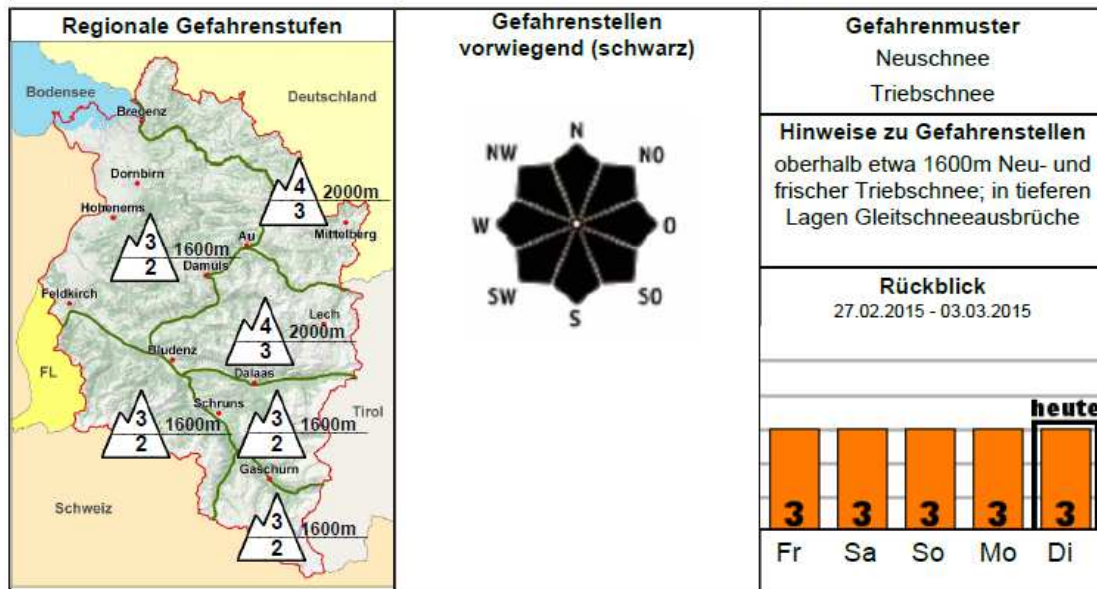 Regionale Gefahrenstufen
Bodensee
Deutschland
Bregenz
Dornbirn
Hohenems
4
2000m
3
Mittelberg
Au
3
1600m
2
Damüls
Feldkirch
Lech
4
2000m
3
Bludenz
Dalaas
FL
Schruns
Tirol
3
1600m
2
3
1600m
2
Gaschurn
Schweiz
3
1600m
2
Gefahrenstellen
vorwiegend (schwarz)
N
NW
NO
W
O
SW
SO
S
Gefahrenmuster
Neuschnee
Triebschnee
Hinweise zu Gefahrenstellen
oberhalb etwa 1600m Neu- und
frischer Triebschnee; in tieferen
Lagen Gleitschneeausbrüche
Rückblick
27.02.2015 - 03.03.2015
heute
3 3 3 3 3
Fr Sa So Mo Di